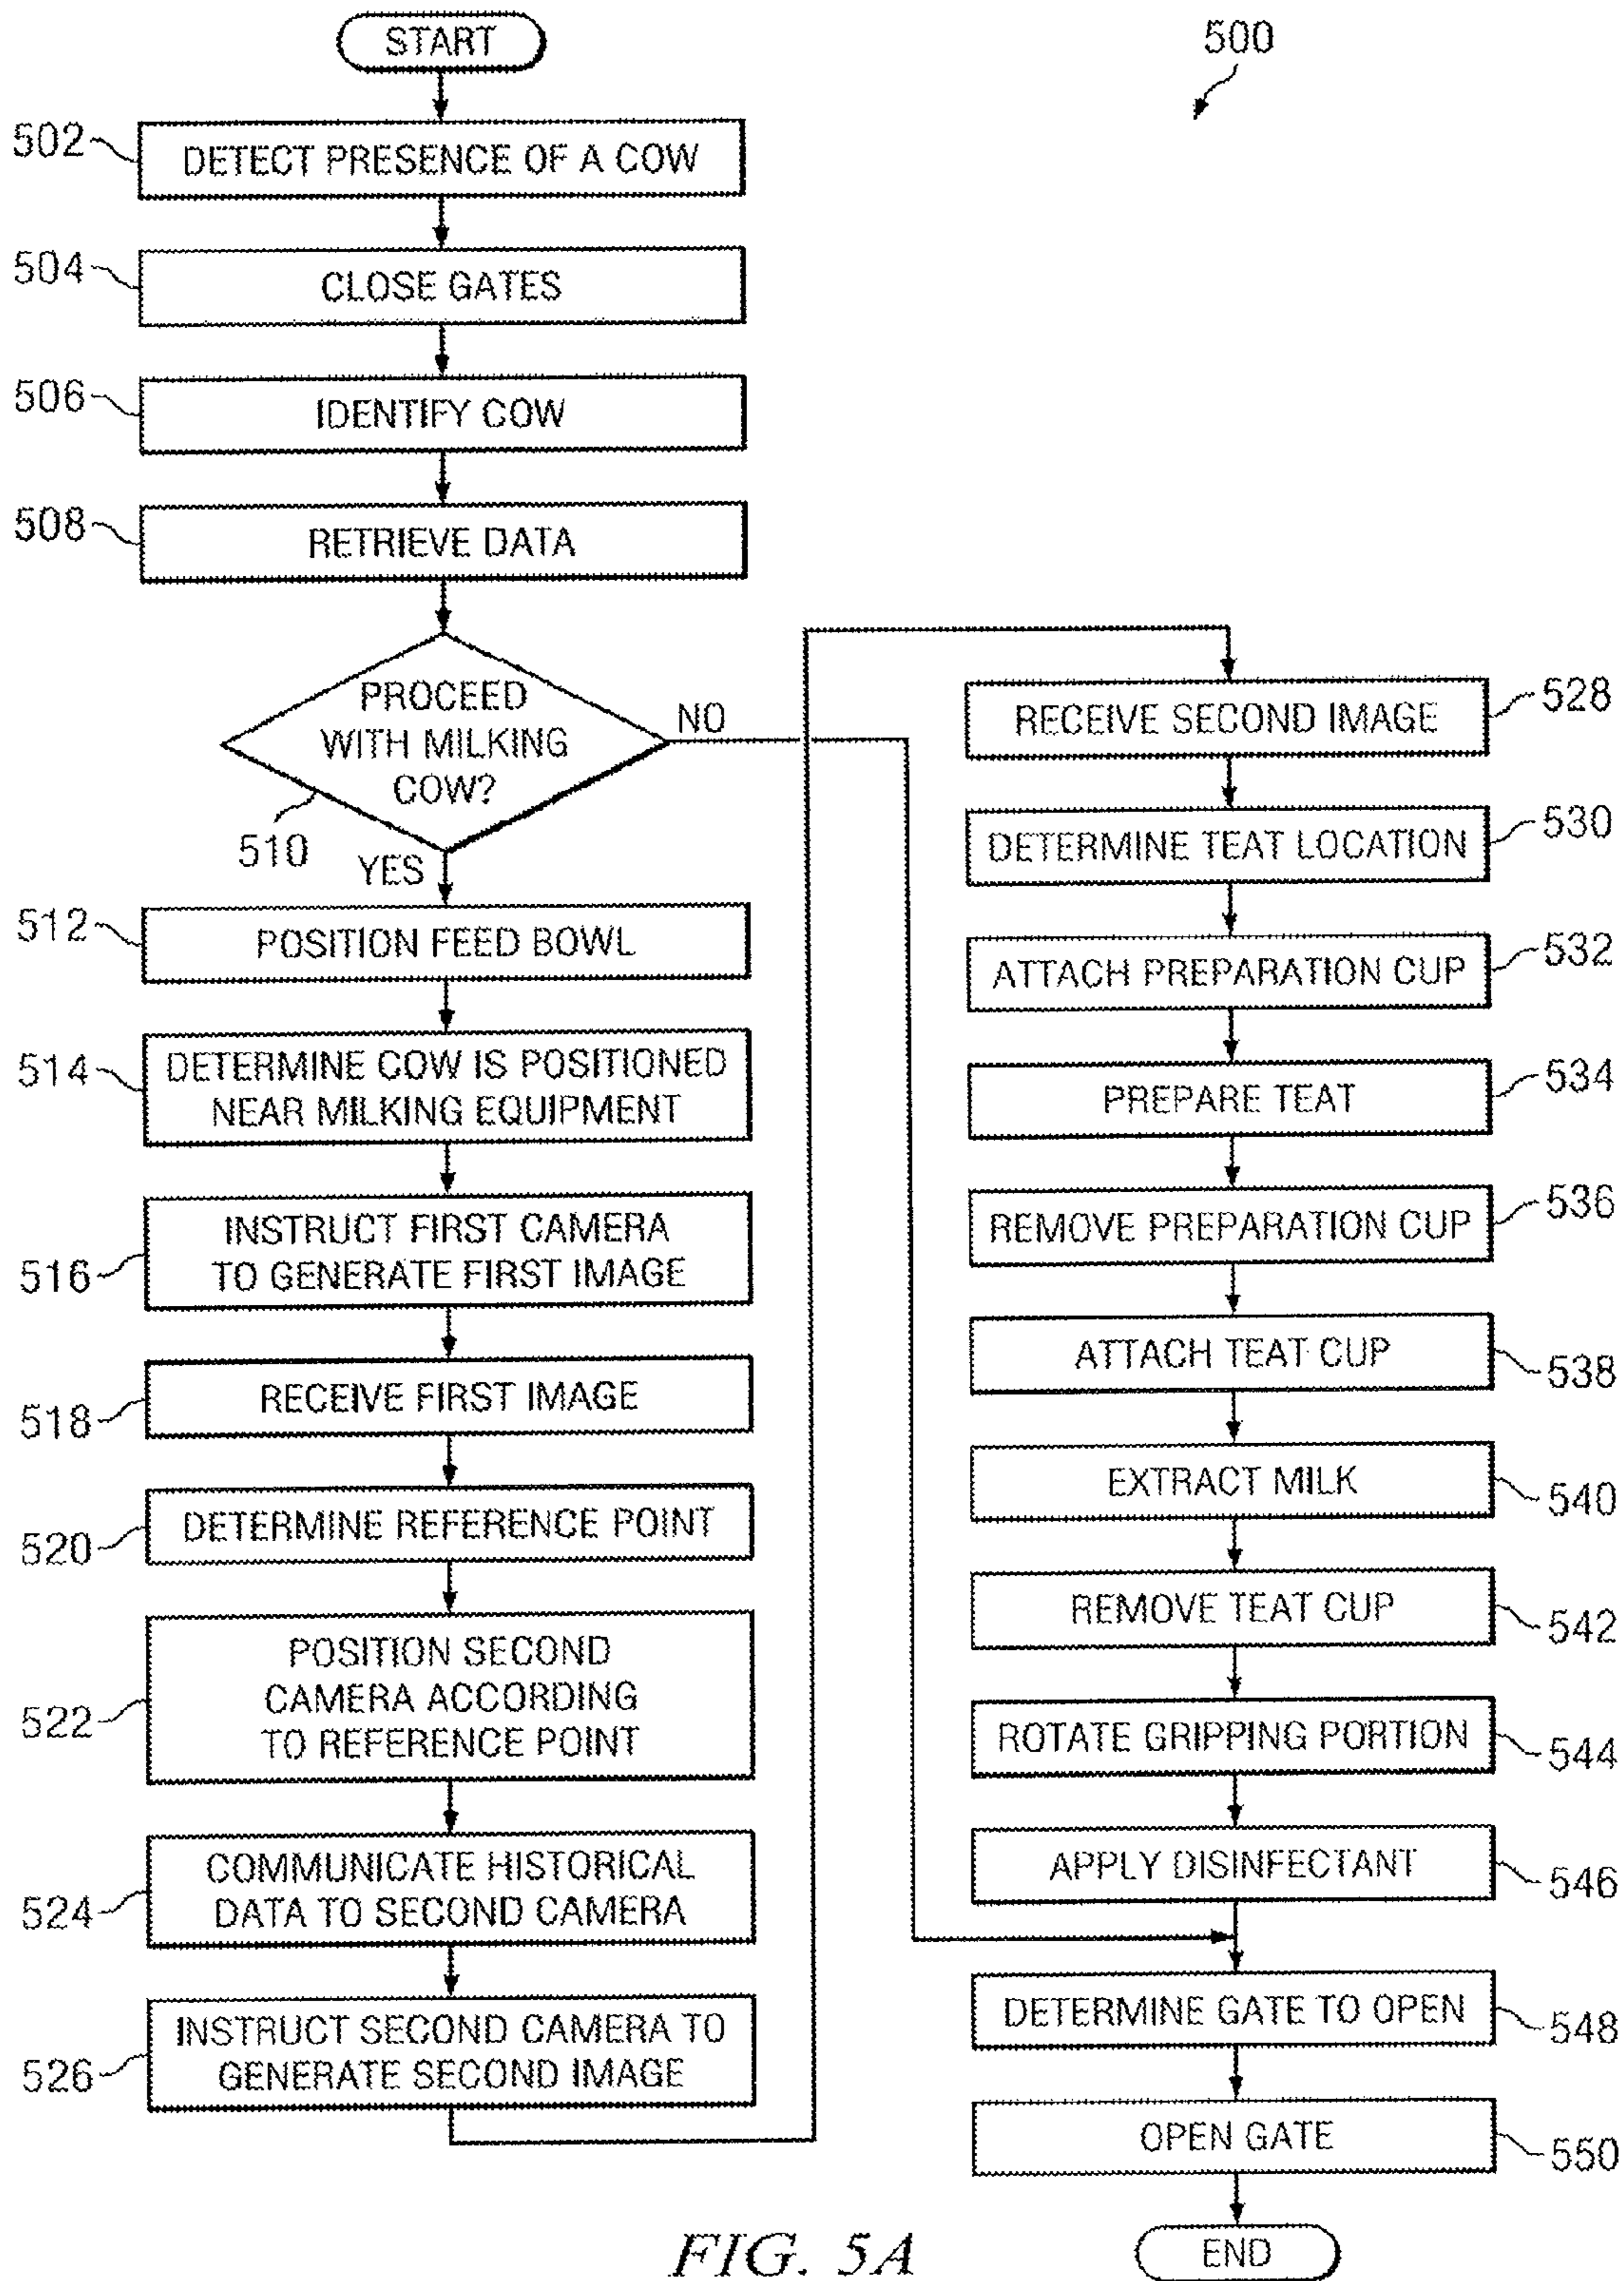 START
500
502
DETECT PRESENCE OF A COW
504
CLOSE GATES
506
IDENTIFY COW
508
RETRIEVE DATA
PROCEED
WITH MILKING
COW?
NO
510
YES
512
POSITION FEED BOWL
514
DETERMINE COW IS POSITIONED
NEAR MILKING EQUIPMENT
516
INSTRUCT FIRST CAMERA
TO GENERATE FIRST IMAGE
518
RECEIVE FIRST IMAGE
520
DETERMINE REFERENCE POINT
522
POSITION SECOND
CAMERA ACCORDING
TO REFERENCE POINT
524
COMMUNICATE HISTORICAL
DATA TO SECOND CAMERA
526
INSTRUCT SECOND CAMERA TO
GENERATE SECOND IMAGE
RECEIVE SECOND IMAGE
528
DETERMINE TEAT LOCATION
530
ATTACH PREPARATION CUP
532
PREPARE TEAT
534
REMOVE PREPARATION CUP
536
ATTACH TEAT CUP
538
EXTRACT MILK
540
REMOVE TEAT CUP
542
ROTATE GRIPPING PORTION
544
APPLY DISINFECTANT
546
DETERMINE GATE TO OPEN
548
OPEN GATE
550
END
FIG. 5A